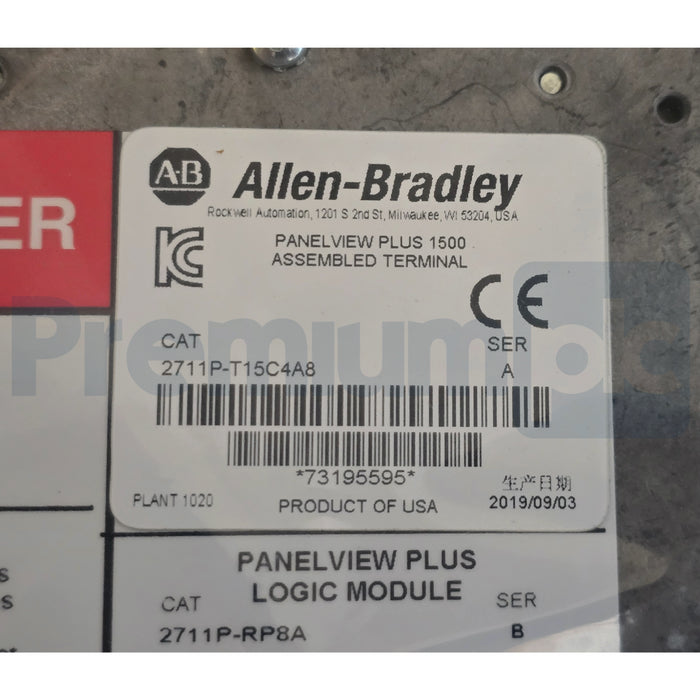 ER
A-B Allen-Bradley
Rockwell Automation, 1201 S 2nd St, Milwaukee, WI 53204, USA
PANELVIEW PLUS 1500
ASSEMBLED TERMINAL
CE
CAT SER
2711P-T15C4A8 A
*73195595*
生产日期
PLANT 1020 PRODUCT OF USA 2019/09/03
PANELVIEW PLUS
LOGIC MODULE
CAT SER
2711P-RP8A B
Premiumplc